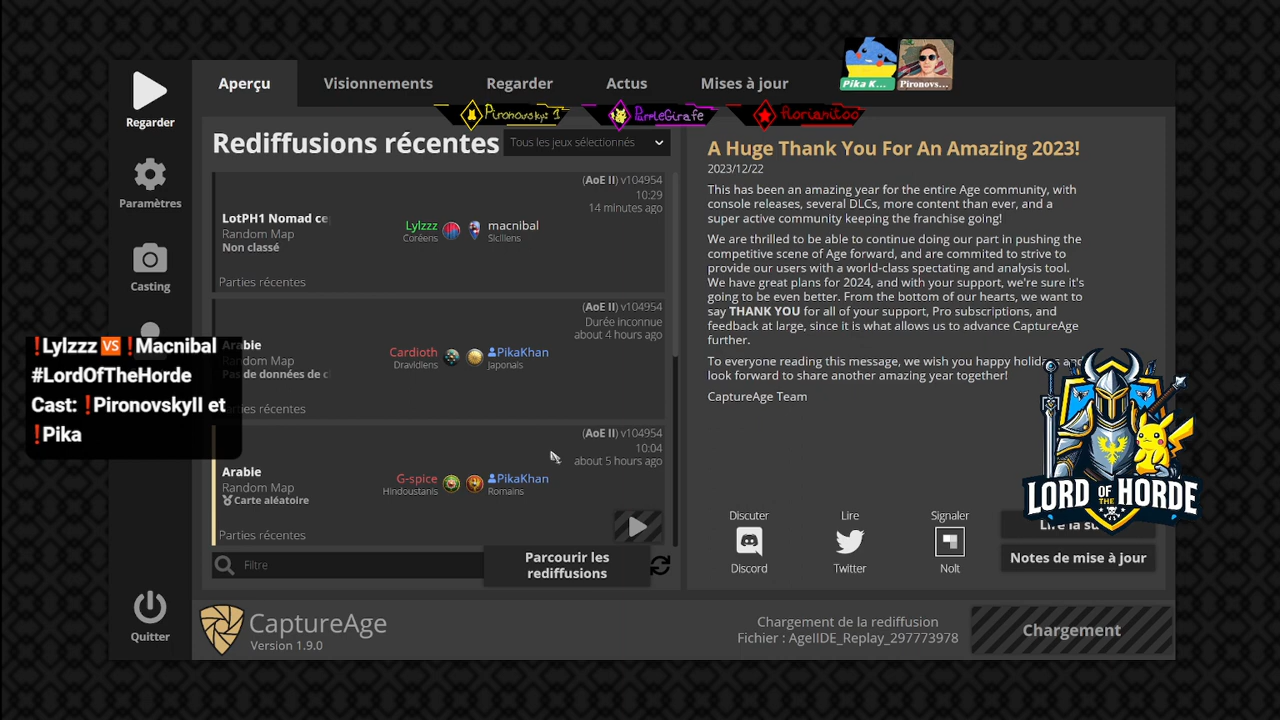 Regarder
Paramètres
Casting
Quitter
Aperçu
Visionnements
Regarder
Actus
Mises à jour
Pika K...
Pironovs...
Pironovskyi 1
PurpleGirafe
florianitoo
Rediffusions récentes
Tous les jeux sélectionnés
(AoE II) v104954
10:29
14 minutes ago
LotPH1 Nomad ce
Random Map
Non classé
Lylzzz
Coréens
macnibal
Siciliens
Parties récentes
(AoE II) v104954
Durée inconnue
about 4 hours ago
Arabie
Random Map
Pas de données de cl
Cardioth
Dravidiens
PikaKhan
Japonais
Parties récentes
(AoE II) v104954
10:04
about 5 hours ago
Arabie
Random Map
Carte aléatoire
G-spice
Hindoustanis
PikaKhan
Romains
Parties récentes
Filtre
Parcourir les
rediffusions
❗Lylzzz 🆚 ❗Macnibal
#LordOfTheHorde
Cast: ❗PironovskyII et
❗Pika
A Huge Thank You For An Amazing 2023!
2023/12/22
This has been an amazing year for the entire Age community, with
console releases, several DLCs, more content than ever, and a
super active community keeping the franchise going!
We are thrilled to be able to continue doing our part in pushing the
competitive scene of Age forward, and are commited to strive to
provide our users with a world-class spectating and analysis tool.
We have great plans for 2024, and with your support, we're sure it's
going to be even better. From the bottom of our hearts, we want to
say THANK YOU for all of your support, Pro subscriptions, and
feedback at large, since it is what allows us to advance CaptureAge
further.
To everyone reading this message, we wish you happy holidays and
look forward to share another amazing year together!
CaptureAge Team
Discuter
Discord
Lire
Twitter
Signaler
Nolt
Lire la su
Notes de mise à jour
LORD OF THE HORDE
CaptureAge
Version 1.9.0
Chargement de la rediffusion
Fichier : AgeIIDE_Replay_297773978
Chargement